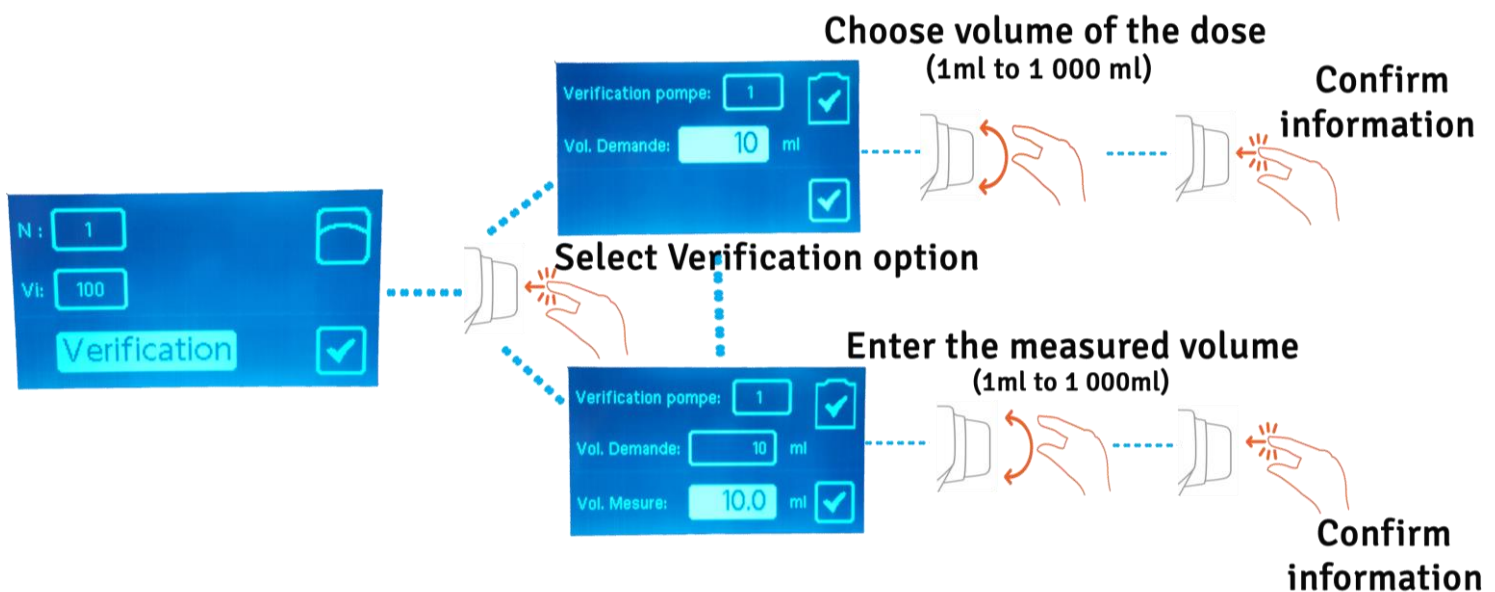 Choose volume of the dose
(1ml to 1 000 ml)
Confirm
information
Verification pompe: 1
Vol. Demande: 10 ml
N : 1
Vi: 100
Verification
Select Verification option
Enter the measured volume
(1ml to 1 000ml)
Verification pompe: 1
Vol. Demande: 10 ml
Vol. Mesure: 10.0 ml
Confirm
information